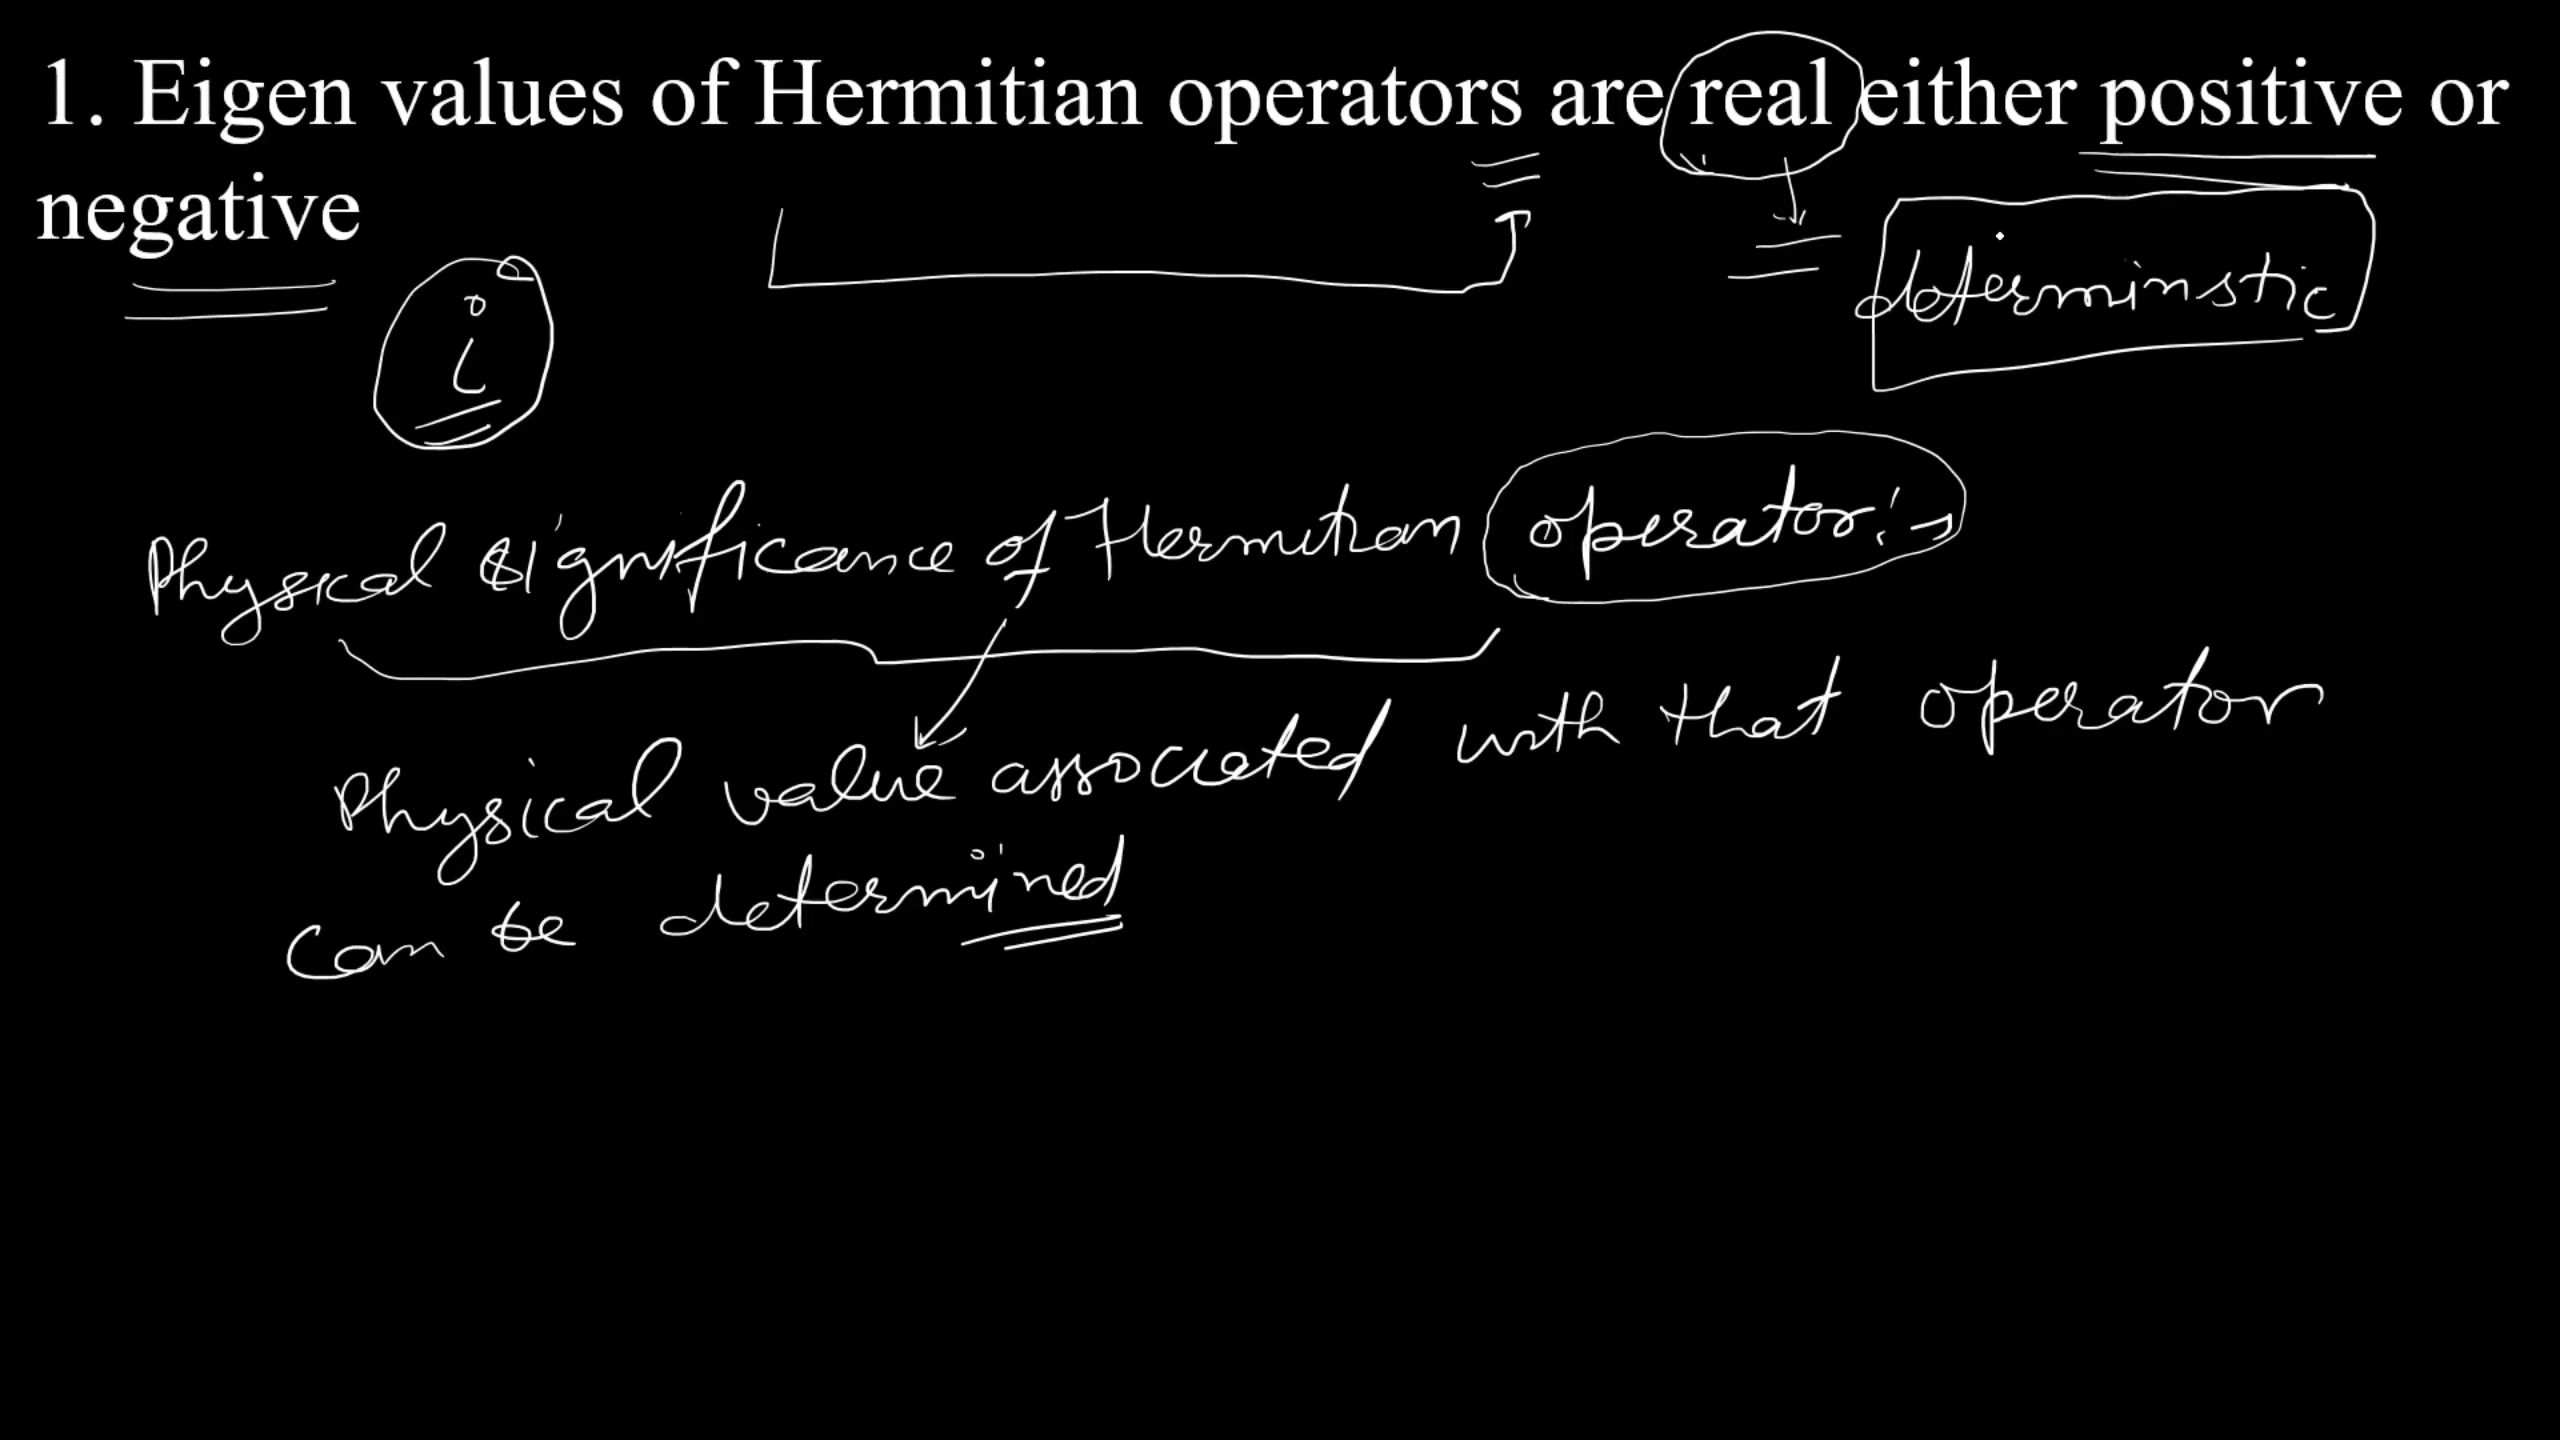 1. Eigen values of Hermitian operators are real either positive or
negative
determinstic
i
Physical significance of Hermitian operator :→
Physical value associated with that operator
can be determined